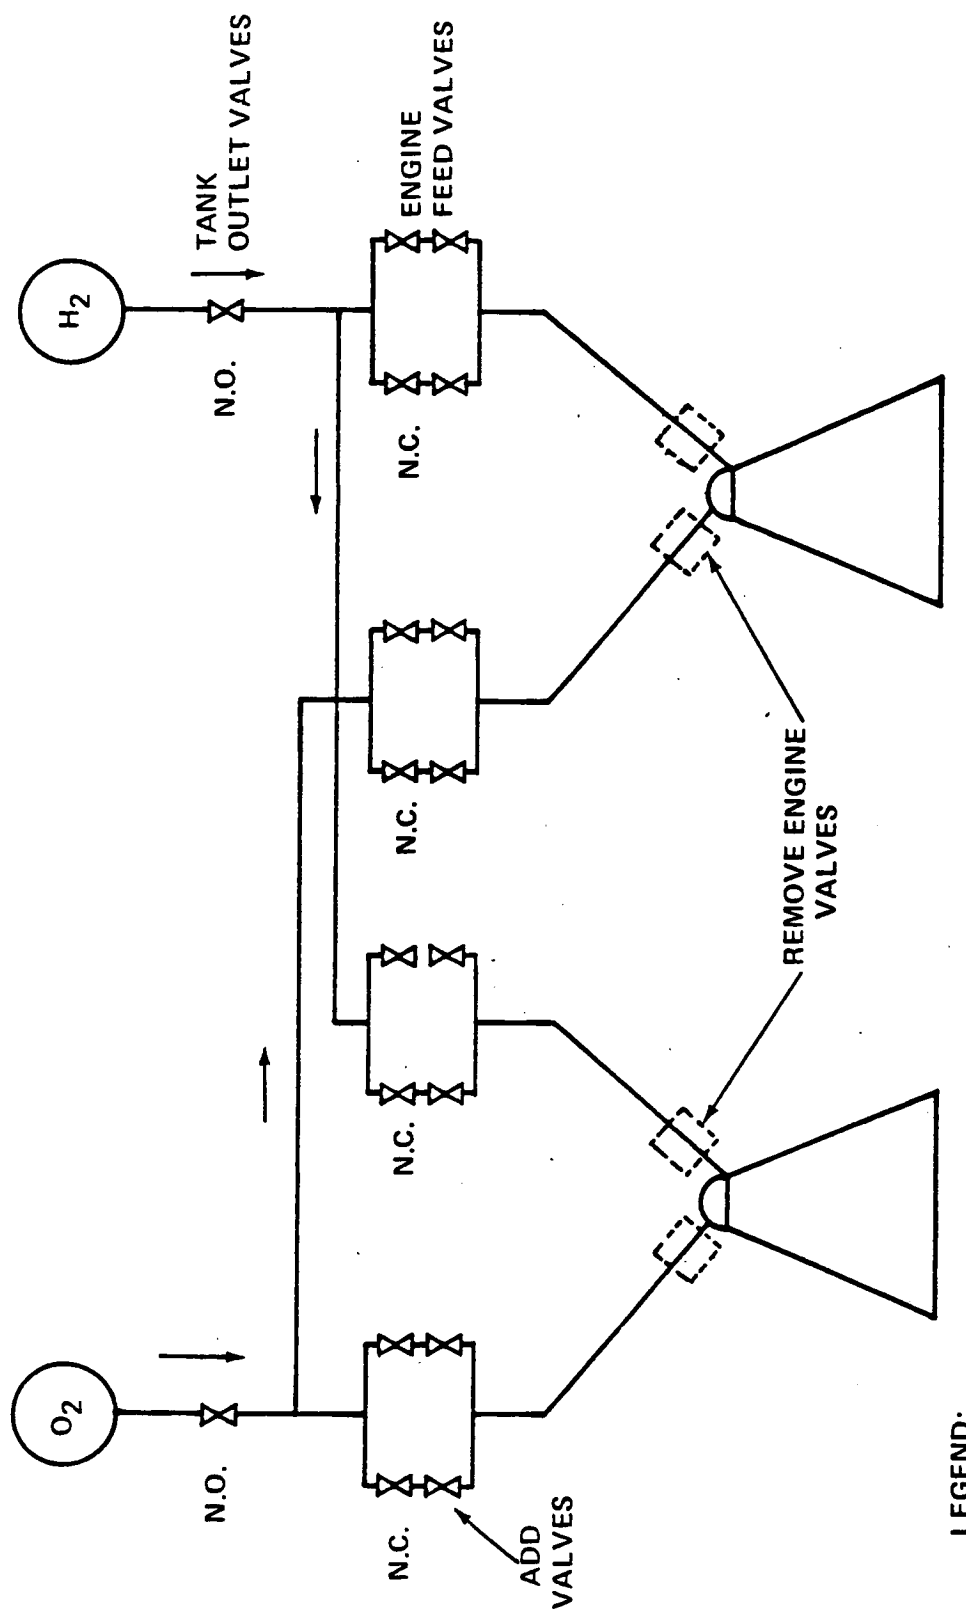 O2
H2
TANK
OUTLET VALVES
N.O.
N.O.
ENGINE
FEED VALVES
N.C.
N.C.
N.C.
N.C.
ADD
VALVES
REMOVE ENGINE
VALVES
LEGEND: